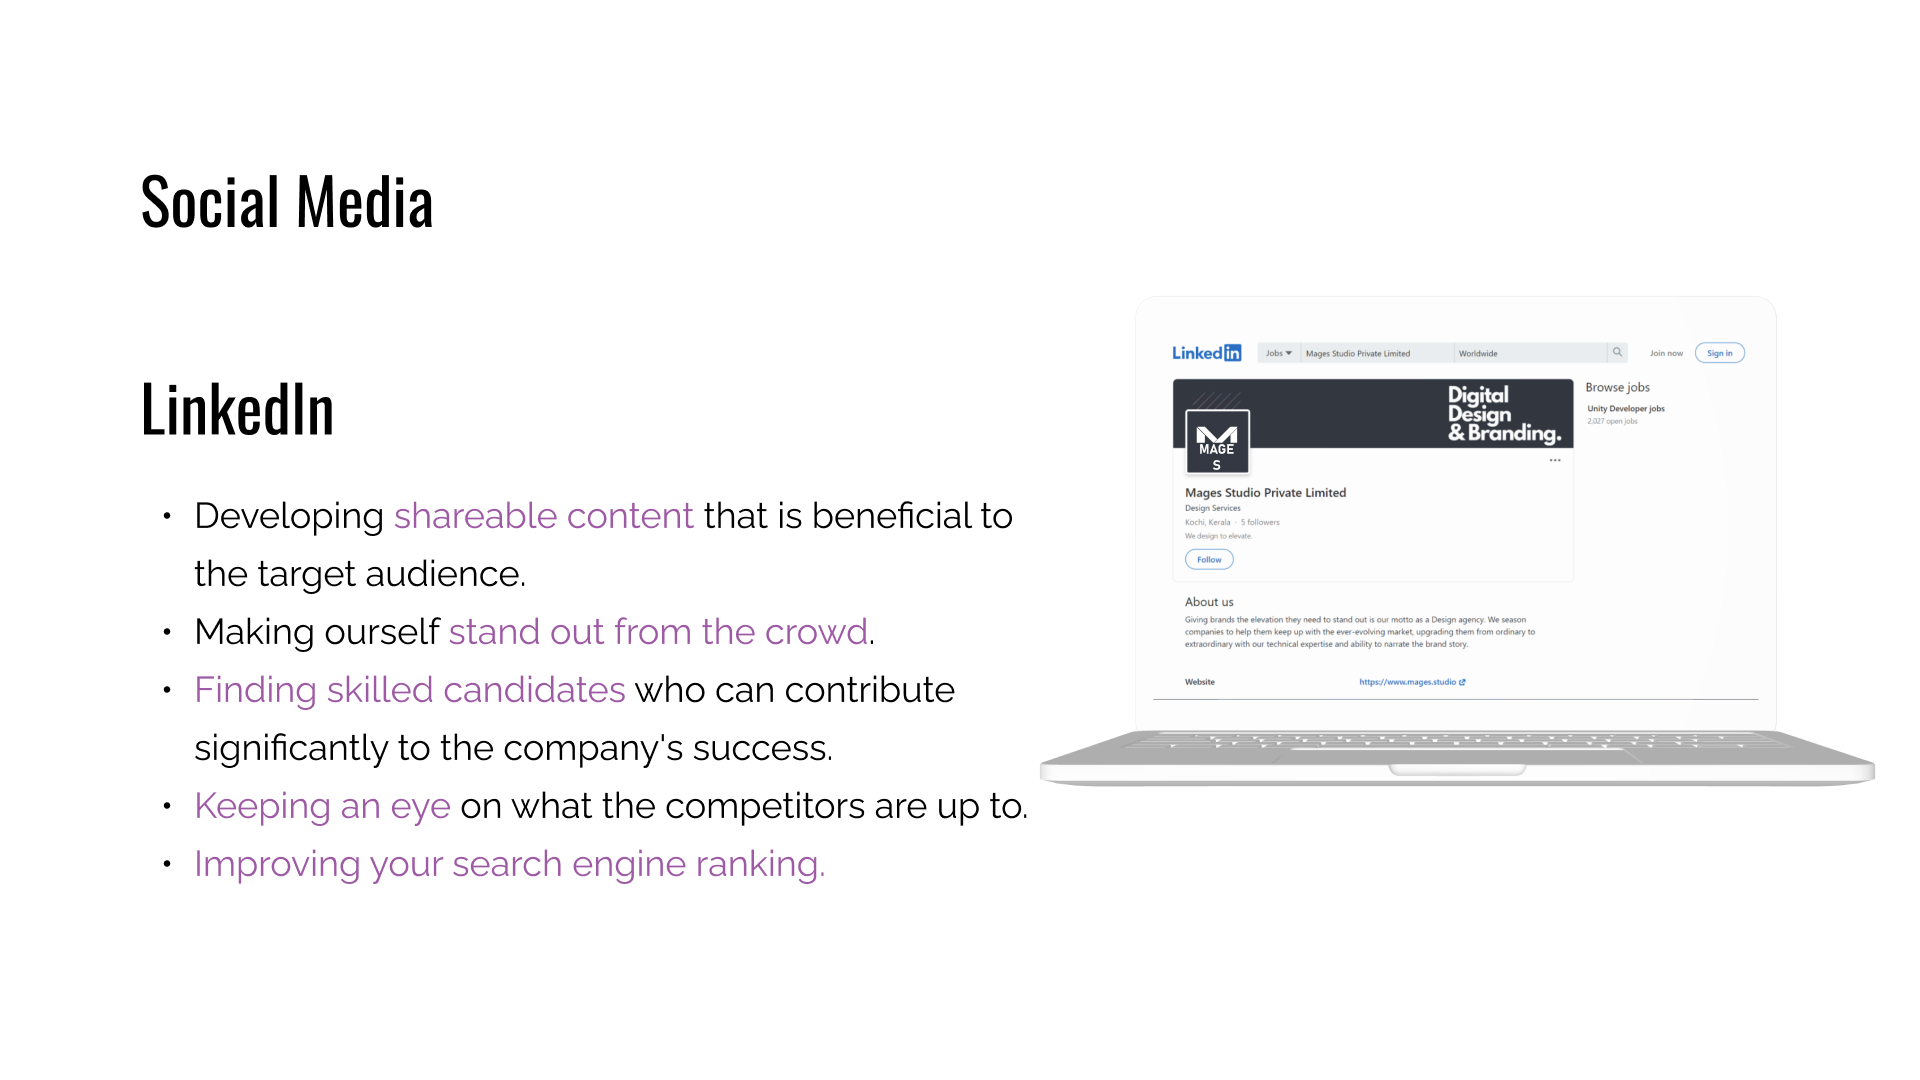 Social Media
LinkedIn
• Developing shareable content that is beneficial to
the target audience.
• Making ourself stand out from the crowd.
• Finding skilled candidates who can contribute
significantly to the company's success.
• Keeping an eye on what the competitors are up to.
• Improving your search engine ranking.
Linkedin Jobs Mages Studio Private Limited Worldwide Join now Sign in
Digital
Design
& Branding.
MAGE
S
Browse jobs
Unity Developer jobs
2,027 open jobs
Mages Studio Private Limited
Design Services
Kochi, Kerala · 5 followers
We design to elevate.
Follow
About us
Giving brands the elevation they need to stand out is our motto as a Design agency. We season
companies to help them keep up with the ever-evolving market, upgrading them from ordinary to
extraordinary with our technical expertise and ability to narrate the brand story.
Website https://www.mages.studio